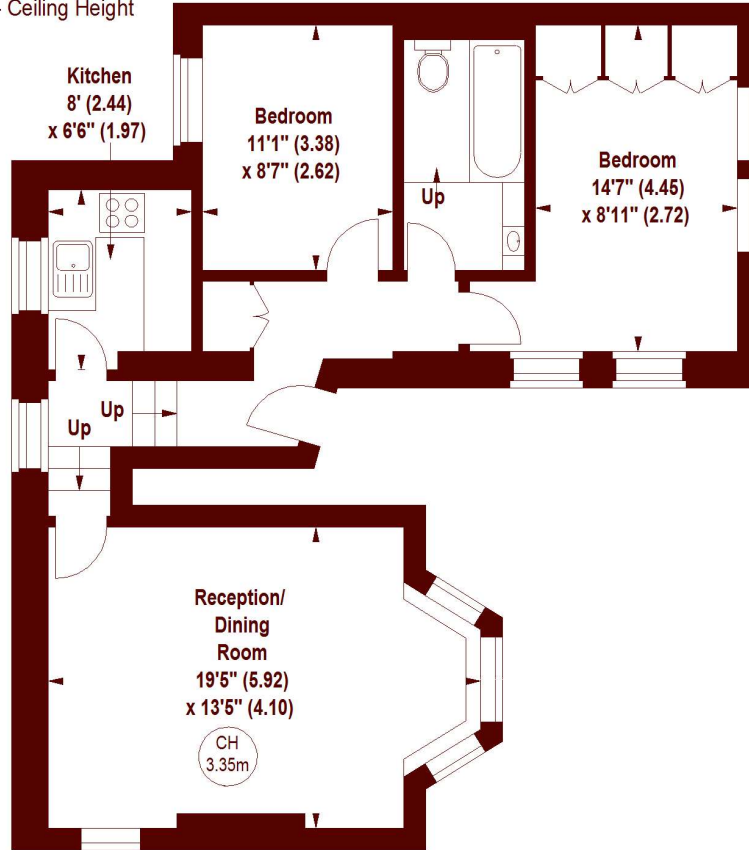 - Ceiling Height
Kitchen
8' (2.44)
x 6'6" (1.97)
Bedroom
11'1" (3.38)
x 8'7" (2.62)
Up
Bedroom
14'7" (4.45)
x 8'11" (2.72)
Up
Up
Reception/
Dining
Room
19'5" (5.92)
x 13'5" (4.10)
CH
3.35m